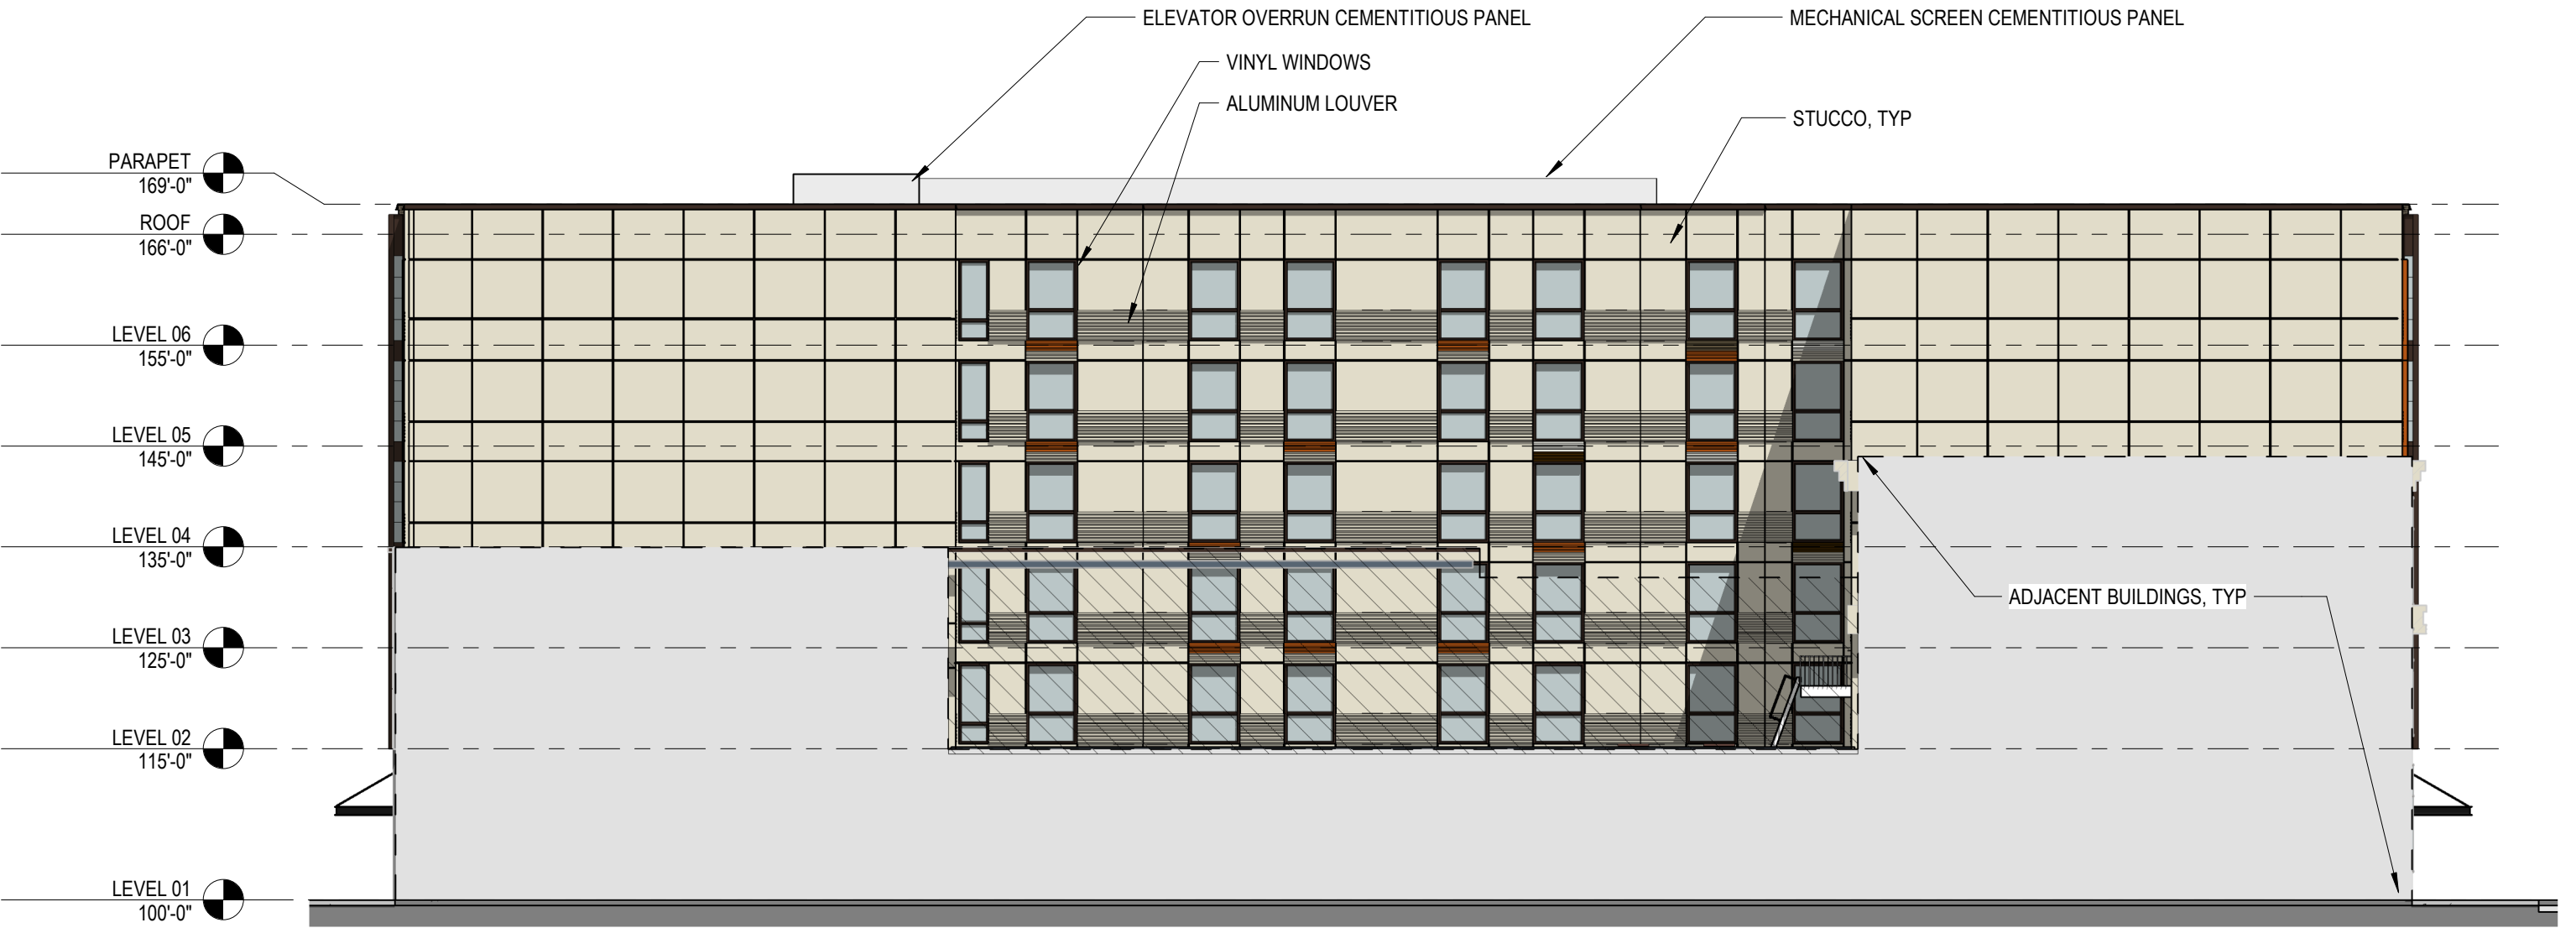 ELEVATOR OVERRUN CEMENTITIOUS PANEL
MECHANICAL SCREEN CEMENTITIOUS PANEL
VINYL WINDOWS
ALUMINUM LOUVER
STUCCO, TYP
PARAPET
169'-0"
ROOF
166'-0"
LEVEL 06
155'-0"
LEVEL 05
145'-0"
LEVEL 04
135'-0"
ADJACENT BUILDINGS, TYP
LEVEL 03
125'-0"
LEVEL 02
115'-0"
LEVEL 01
100'-0"